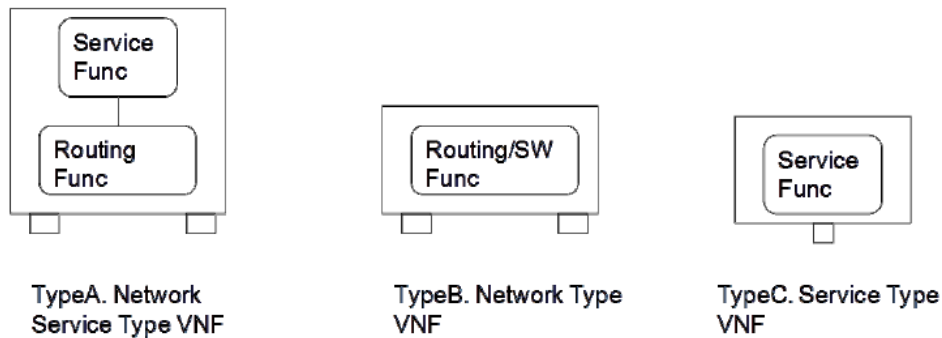 Service
Func
Routing
Func
TypeA. Network
Service Type VNF
Routing/SW
Func
TypeB. Network Type
VNF
Service
Func
TypeC. Service Type
VNF